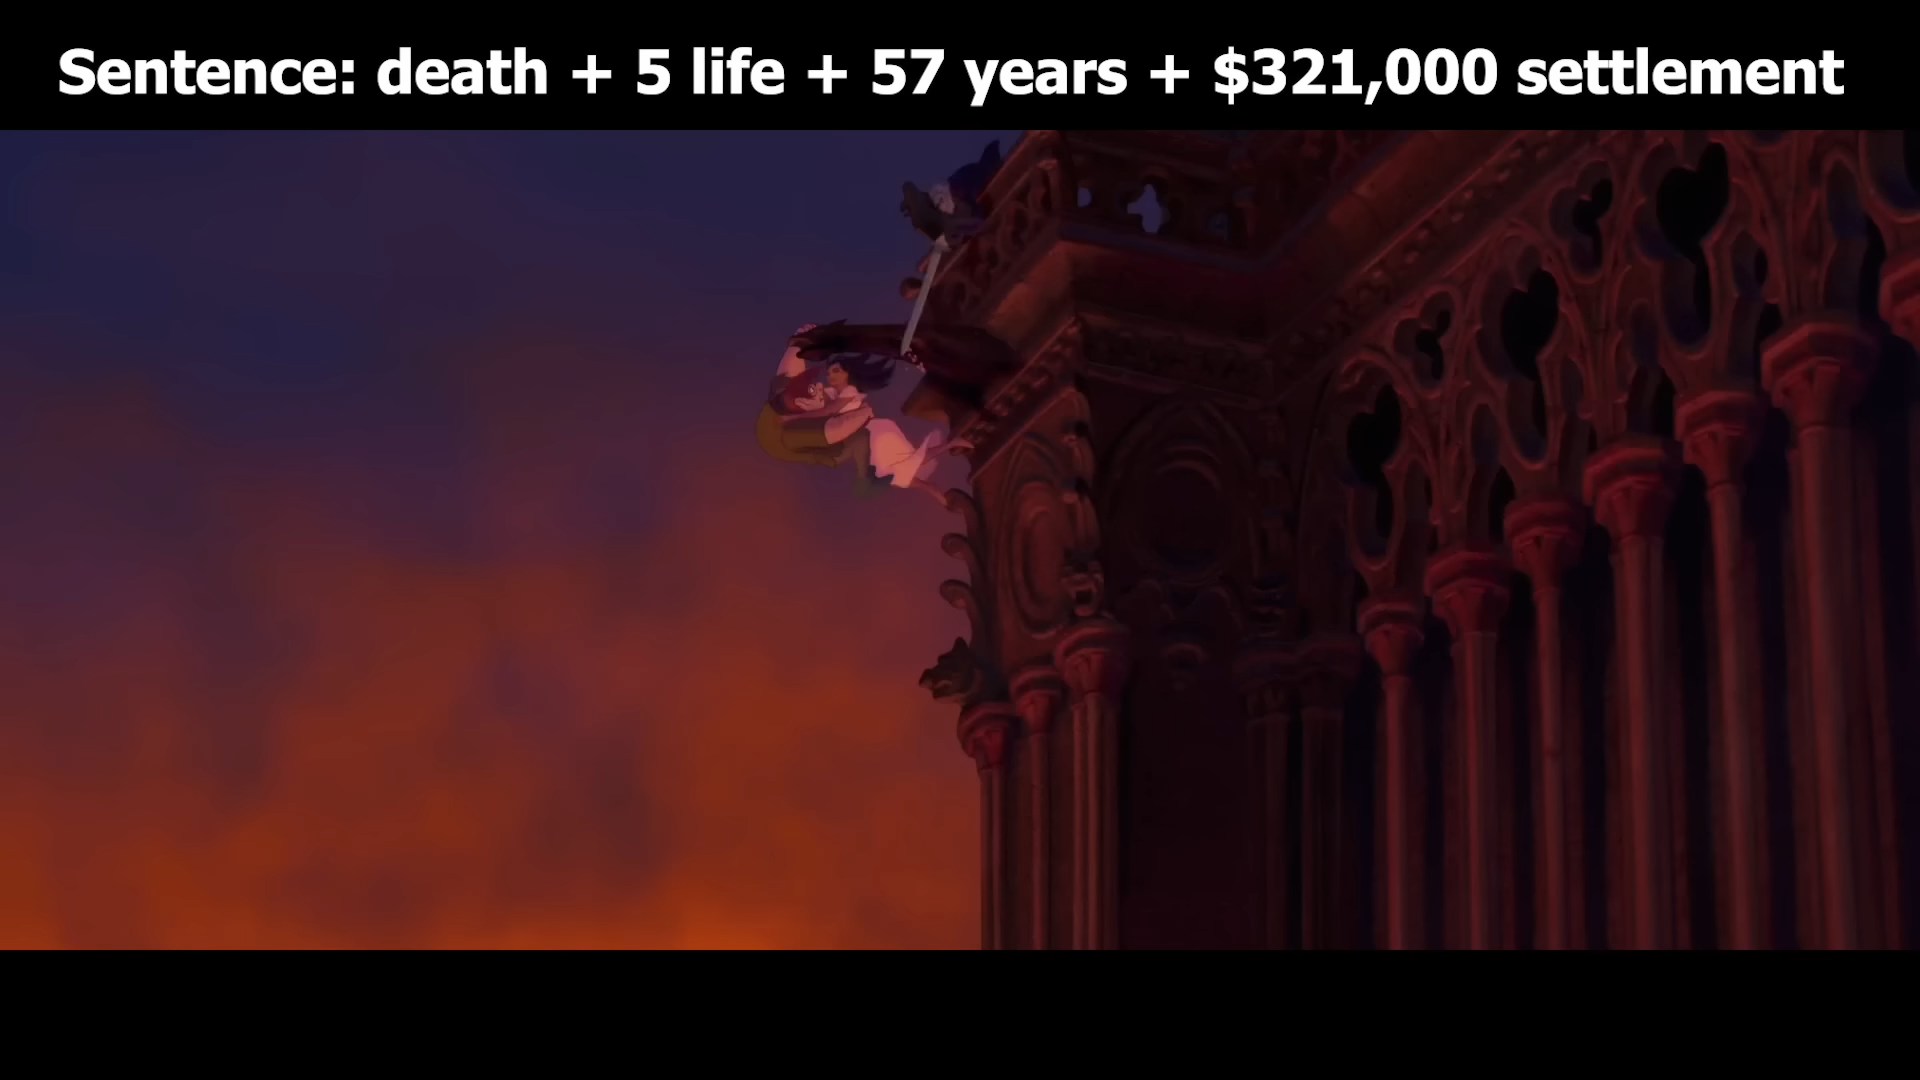 Sentence: death + 5 life + 57 years + $321,000 settlement